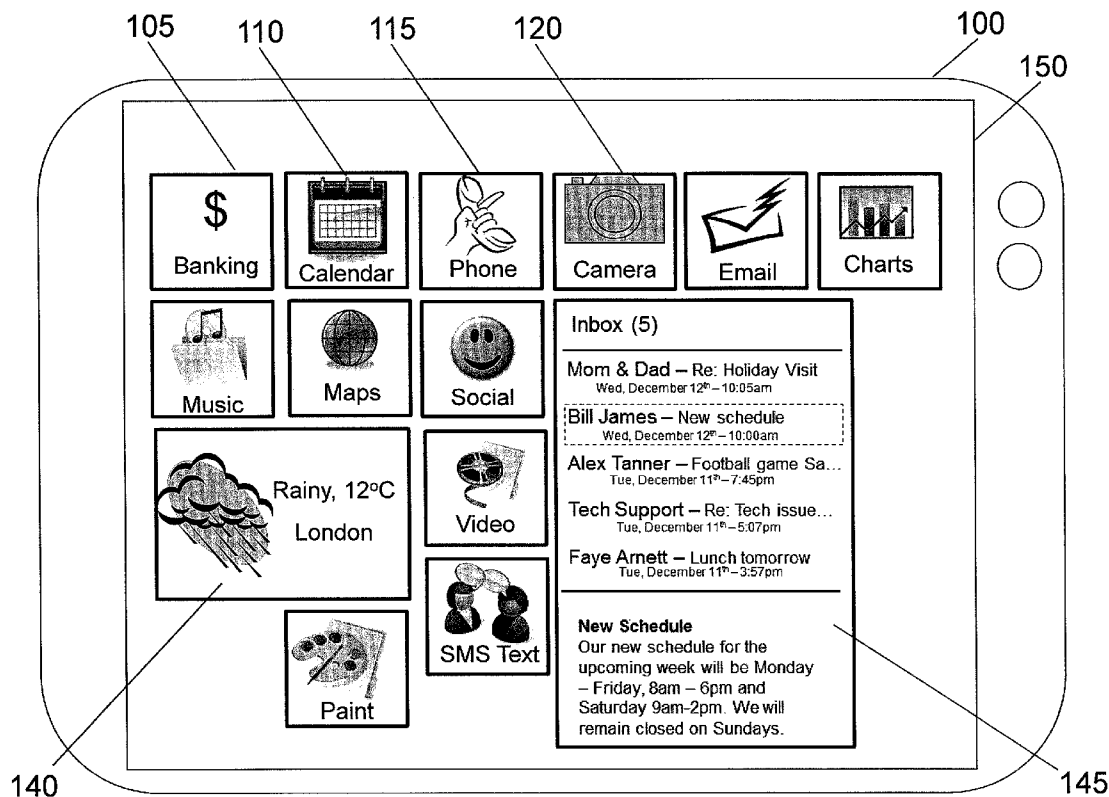 105
110
115
120
100
150
$
Banking
Calendar
Phone
Camera
Email
Charts
Music
Maps
Social
Inbox (5)
Mom & Dad – Re: Holiday Visit
Wed, December 12th – 10:05am
Bill James – New schedule
Wed, December 12th – 10:00am
Alex Tanner – Football game Sa...
Tue, December 11th – 7:45pm
Tech Support – Re: Tech issue...
Tue, December 11th – 5:07pm
Faye Arnett – Lunch tomorrow
Tue, December 11th – 3:57pm
New Schedule
Our new schedule for the
upcoming week will be Monday
– Friday, 8am – 6pm and
Saturday 9am-2pm. We will
remain closed on Sundays.
Rainy, 12°C
London
Video
SMS Text
Paint
140
145